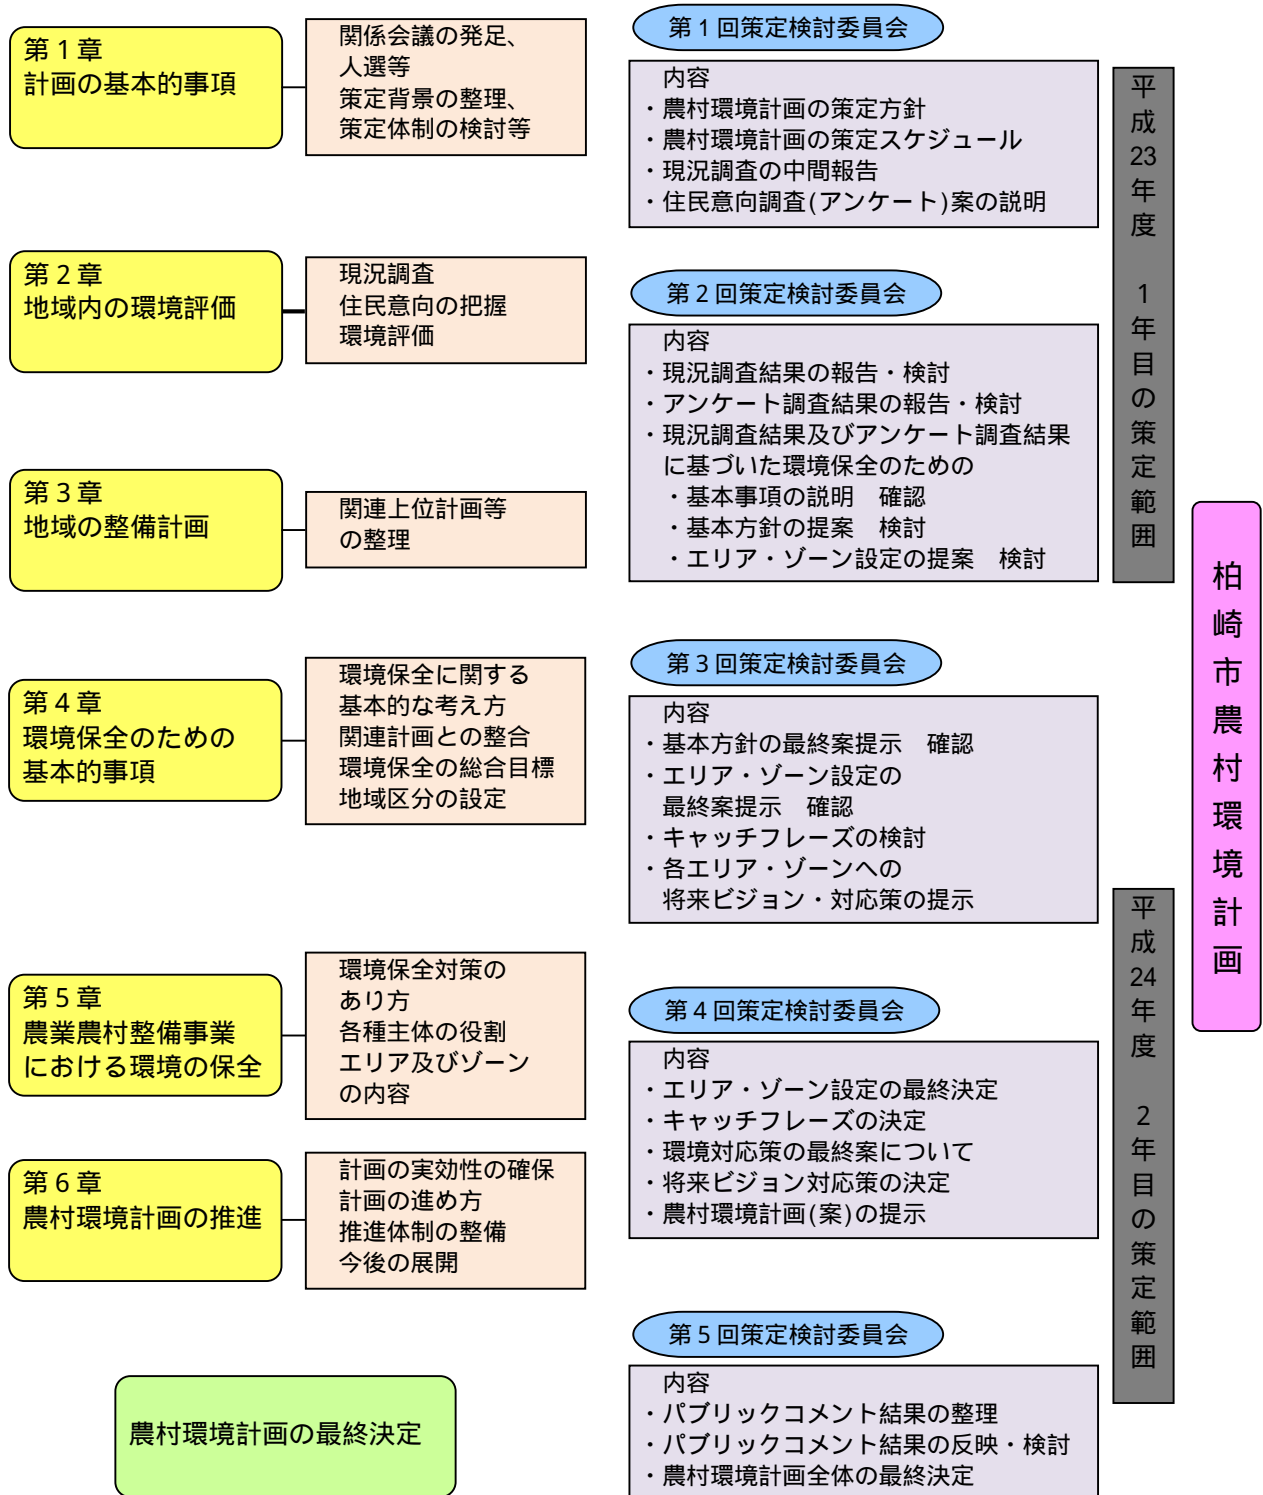 第１章
計画の基本的事項
関係会議の発足、
人選等
策定背景の整理、
策定体制の検討等
第２章
地域内の環境評価
現況調査
住民意向の把握
環境評価
第３章
地域の整備計画
関連上位計画等
の整理
第４章
環境保全のための
基本的事項
環境保全に関する
基本的な考え方
関連計画との整合
環境保全の総合目標
地域区分の設定
第５章
農業農村整備事業
における環境の保全
環境保全対策の
あり方
各種主体の役割
エリア及びゾーン
の内容
第６章
農村環境計画の推進
計画の実効性の確保
計画の進め方
推進体制の整備
今後の展開
農村環境計画の最終決定
第１回策定検討委員会
内容
・農村環境計画の策定方針
・農村環境計画の策定スケジュール
・現況調査の中間報告
・住民意向調査(アンケート)案の説明
第２回策定検討委員会
内容
・現況調査結果の報告・検討
・アンケート調査結果の報告・検討
・現況調査結果及びアンケート調査結果
に基づいた環境保全のための
・基本事項の説明　確認
・基本方針の提案　検討
・エリア・ゾーン設定の提案　検討
第３回策定検討委員会
内容
・基本方針の最終案提示　確認
・エリア・ゾーン設定の
最終案提示　確認
・キャッチフレーズの検討
・各エリア・ゾーンへの
将来ビジョン・対応策の提示
第４回策定検討委員会
内容
・エリア・ゾーン設定の最終決定
・キャッチフレーズの決定
・環境対応策の最終案について
・将来ビジョン対応策の決定
・農村環境計画(案)の提示
第５回策定検討委員会
内容
・パブリックコメント結果の整理
・パブリックコメント結果の反映・検討
・農村環境計画全体の最終決定
平成23年度　1年目の策定範囲
平成24年度　2年目の策定範囲
柏崎市農村環境計画